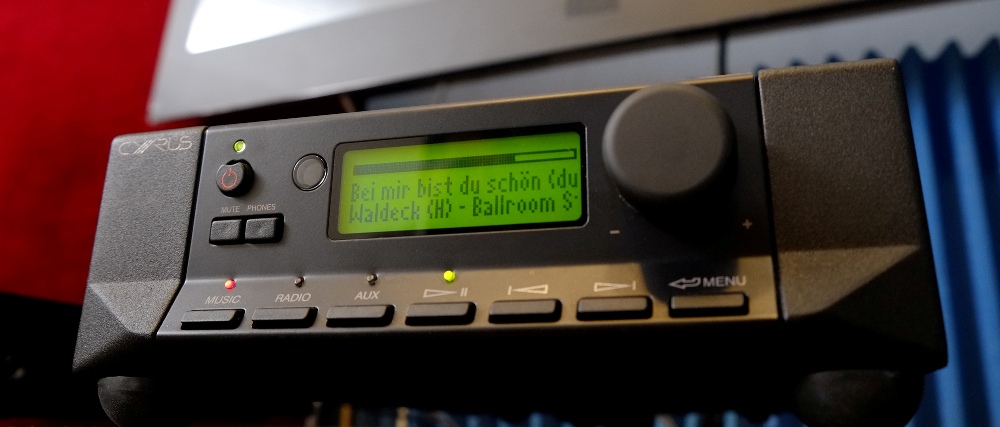 CYRUS
MUTE PHONES
Bei mir bist du schön (du
Waldeck (H) - Ballroom S
- +
MUSIC RADIO AUX MENU